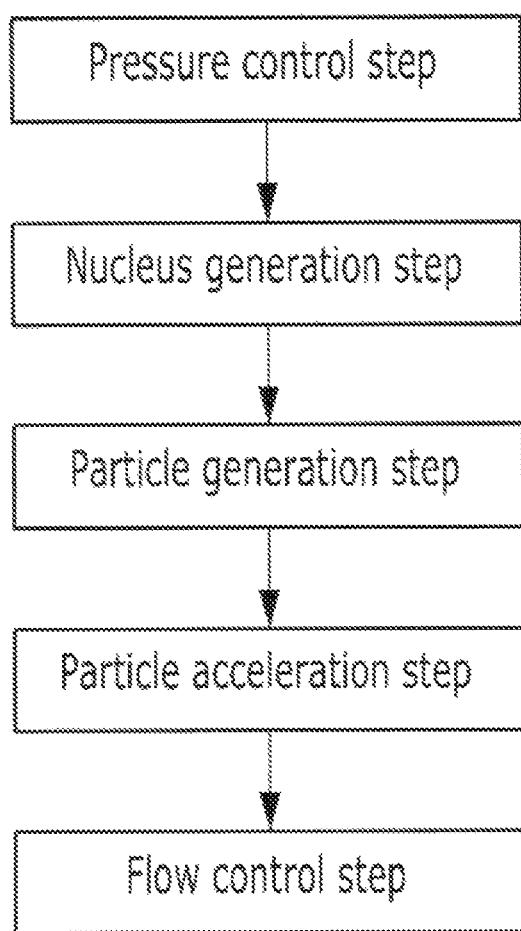 Pressure control step
Nucleus generation step
Particle generation step
Particle acceleration step
Flow control step